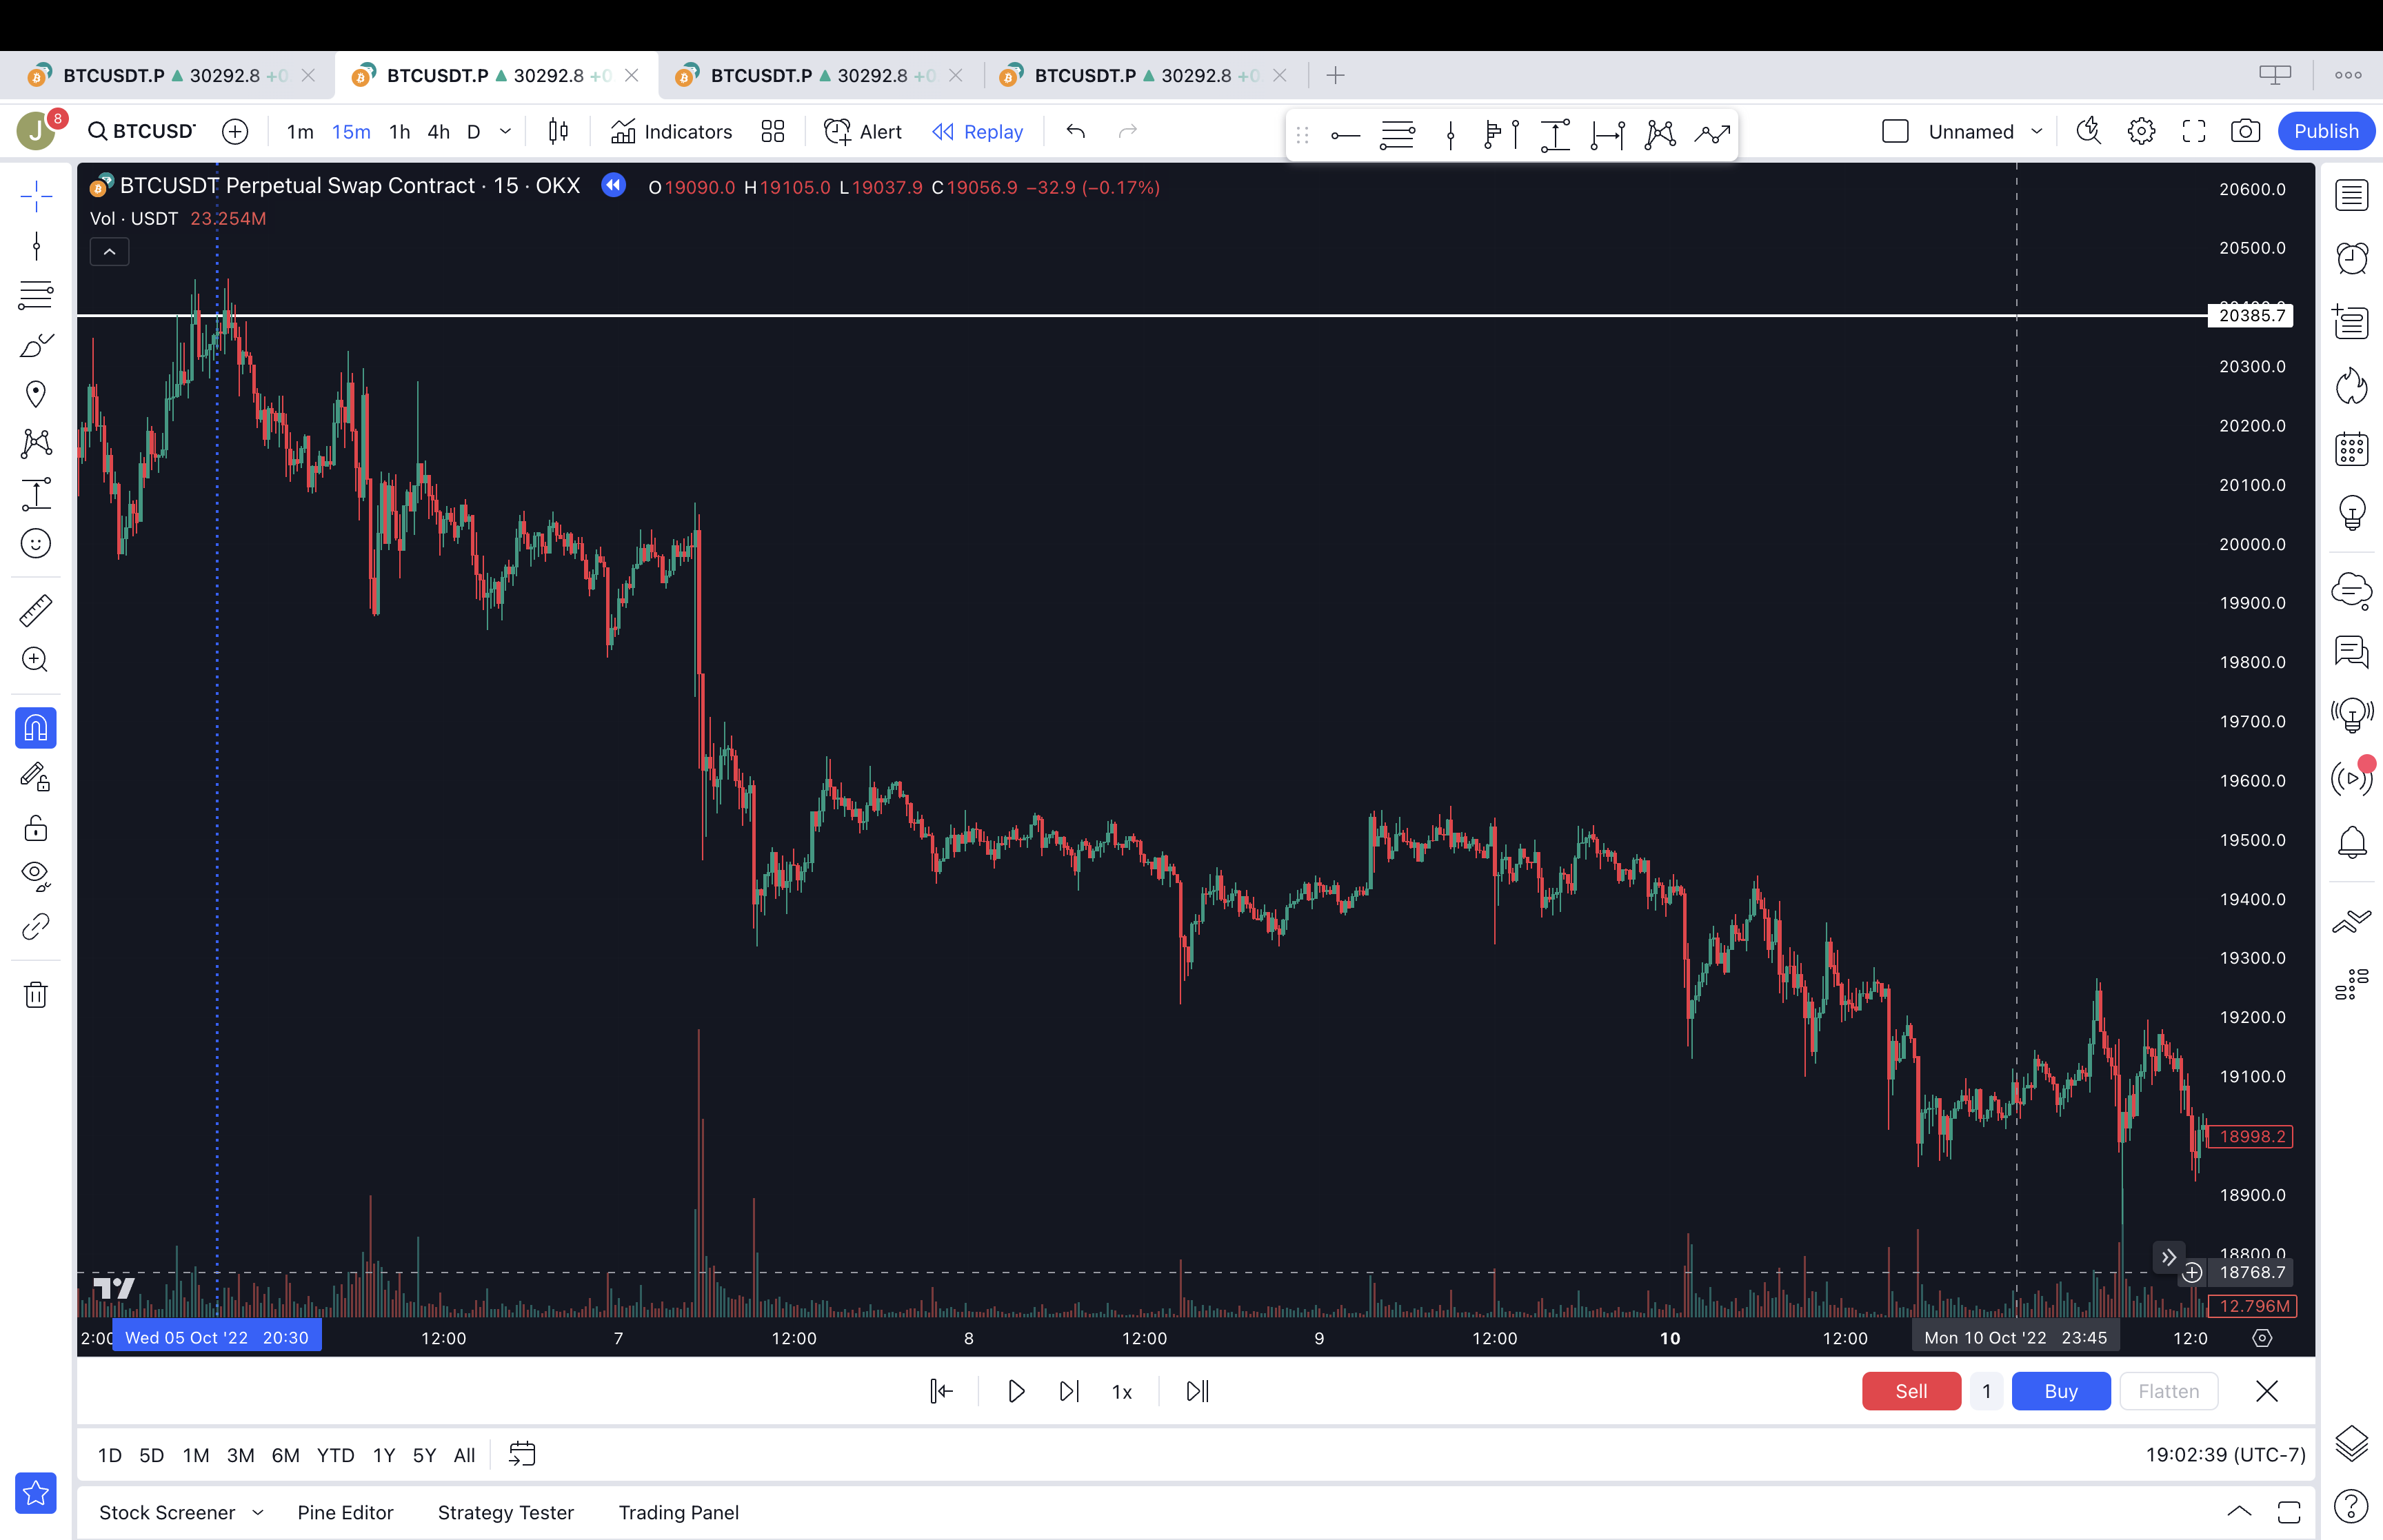 BTCUSDT.P ▲ 30292.8 +0 BTCUSDT.P ▲ 30292.8 +0 BTCUSDT.P ▲ 30292.8 +0 BTCUSDT.P ▲ 30292.8 +0
J 8 BTCUSD 1m 15m 1h 4h D Indicators Alert Replay Unnamed Publish
BTCUSDT Perpetual Swap Contract · 15 · OKX O19090.0 H19105.0 L19037.9 C19056.9 −32.9 (−0.17%)
Vol · USDT 23.254M
20600.0
20500.0
20385.7
20300.0
20200.0
20100.0
20000.0
19900.0
19800.0
19700.0
19600.0
19500.0
19400.0
19300.0
19200.0
19100.0
18998.2
18900.0
18800.0
18768.7
12.796M
2:00 Wed 05 Oct '22 20:30 12:00 7 12:00 8 12:00 9 12:00 10 12:00 Mon 10 Oct '22 23:45 12:0
1x Sell 1 Buy Flatten
1D 5D 1M 3M 6M YTD 1Y 5Y All 19:02:39 (UTC-7)
Stock Screener Pine Editor Strategy Tester Trading Panel